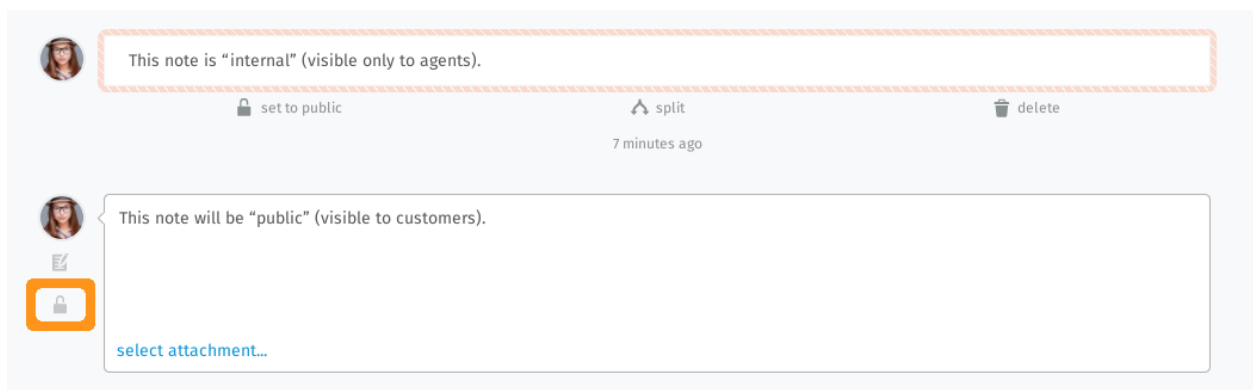 This note is “internal” (visible only to agents).
set to public split delete
7 minutes ago
This note will be “public” (visible to customers).
select attachment...